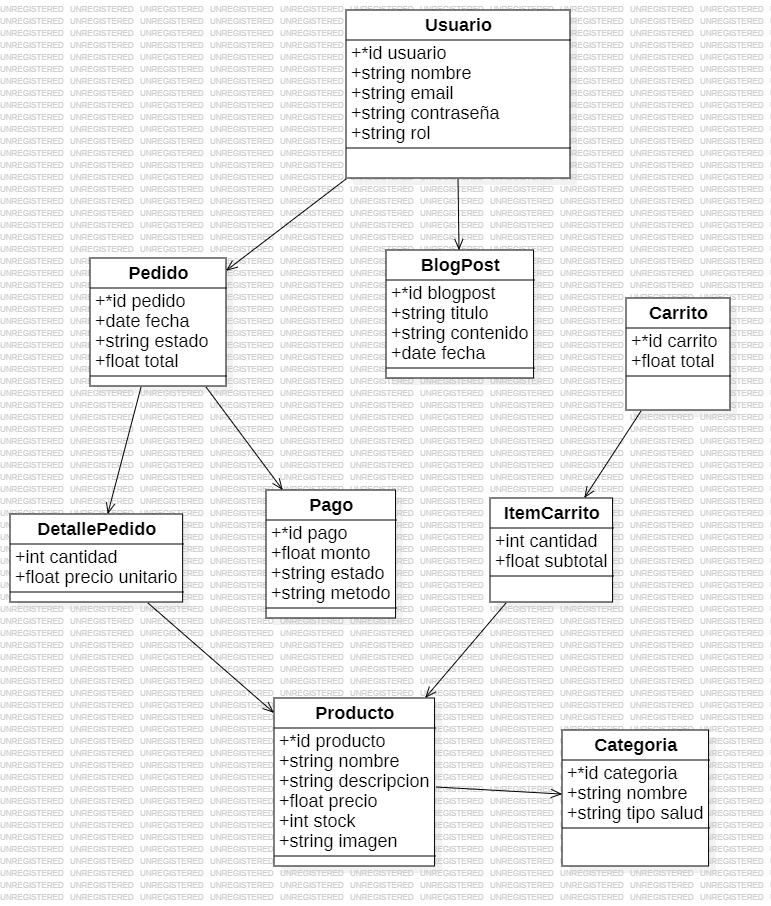 Usuario
+*id usuario
+string nombre
+string email
+string contraseña
+string rol
Pedido
+*id pedido
+date fecha
+string estado
+float total
BlogPost
+*id blogpost
+string titulo
+string contenido
+date fecha
Carrito
+*id carrito
+float total
DetallePedido
+int cantidad
+float precio unitario
Pago
+*id pago
+float monto
+string estado
+string metodo
ItemCarrito
+int cantidad
+float subtotal
Producto
+*id producto
+string nombre
+string descripcion
+float precio
+int stock
+string imagen
Categoria
+*id categoria
+string nombre
+string tipo salud
UNREGISTERED